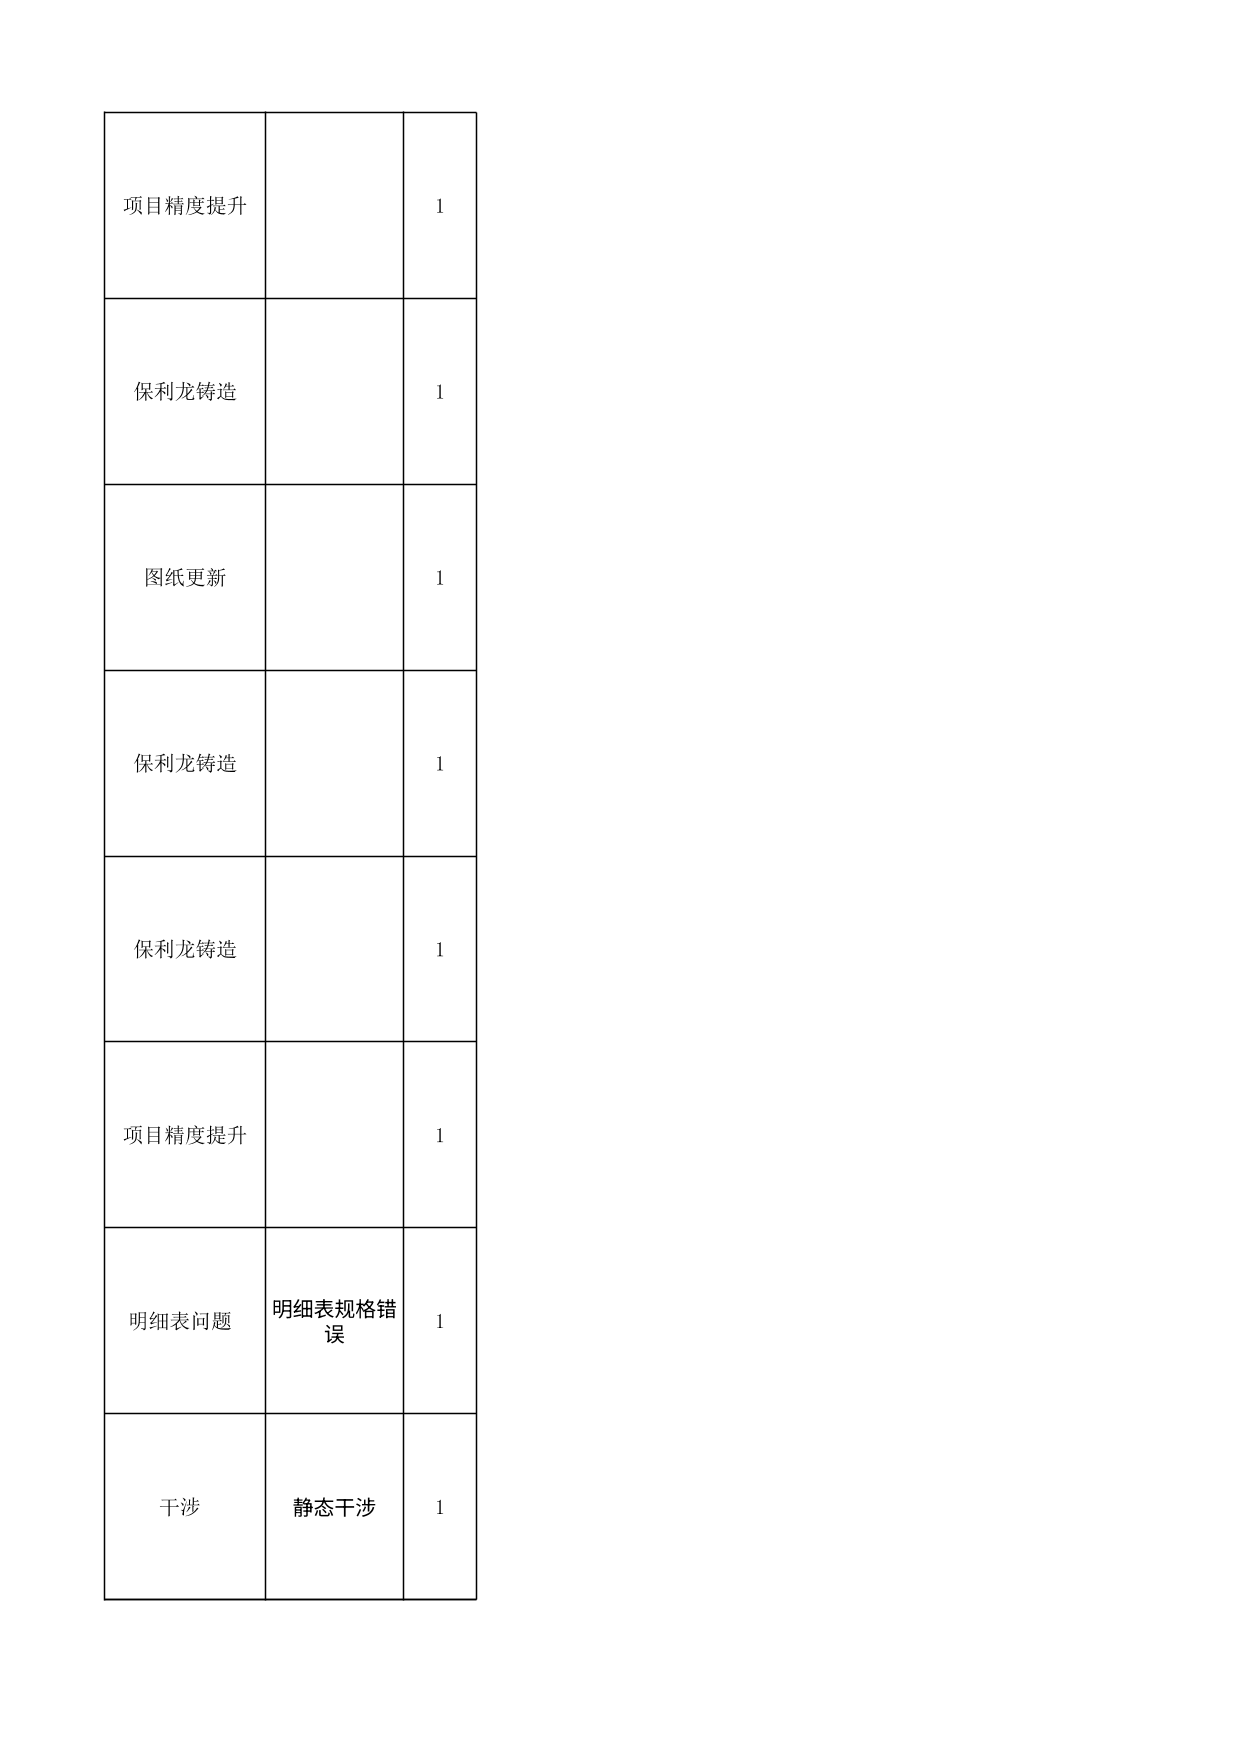 项目精度提升 1
保利龙铸造 1
图纸更新 1
保利龙铸造 1
保利龙铸造 1
项目精度提升 1
明细表问题 明细表规格错
误 1
干涉 静态干涉 1